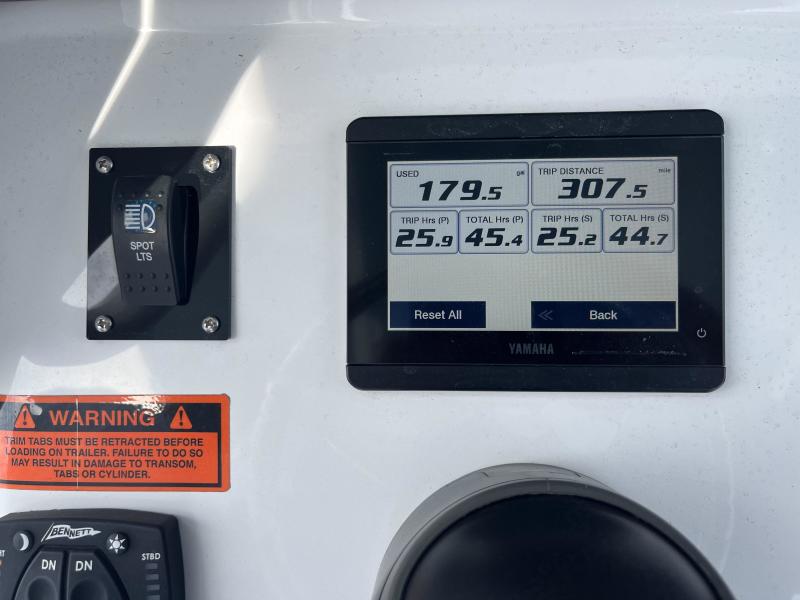 USED gal
179.5
TRIP DISTANCE mile
307.5
TRIP Hrs (P)
25.9
TOTAL Hrs (P)
45.4
TRIP Hrs (S)
25.2
TOTAL Hrs (S)
44.7
Reset All
Back
YAMAHA
SPOT
LTS
WARNING
TRIM TABS MUST BE RETRACTED BEFORE
LOADING ON TRAILER. FAILURE TO DO SO
MAY RESULT IN DAMAGE TO TRANSOM,
TABS OR CYLINDER.
BENNETT
DN DN
STBD